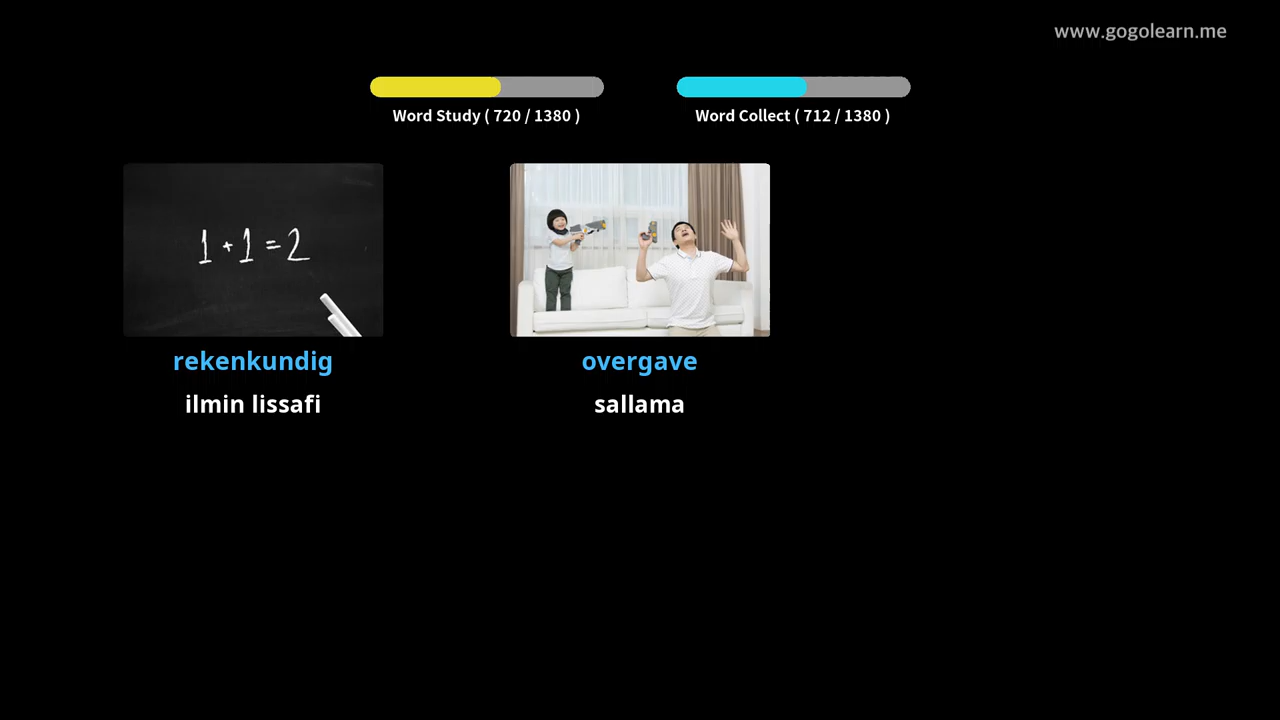 www.gogolearn.me
Word Study ( 720 / 1380 )
Word Collect ( 712 / 1380 )
1 + 1 = 2
rekenkundig
overgave
ilmin lissafi
sallama